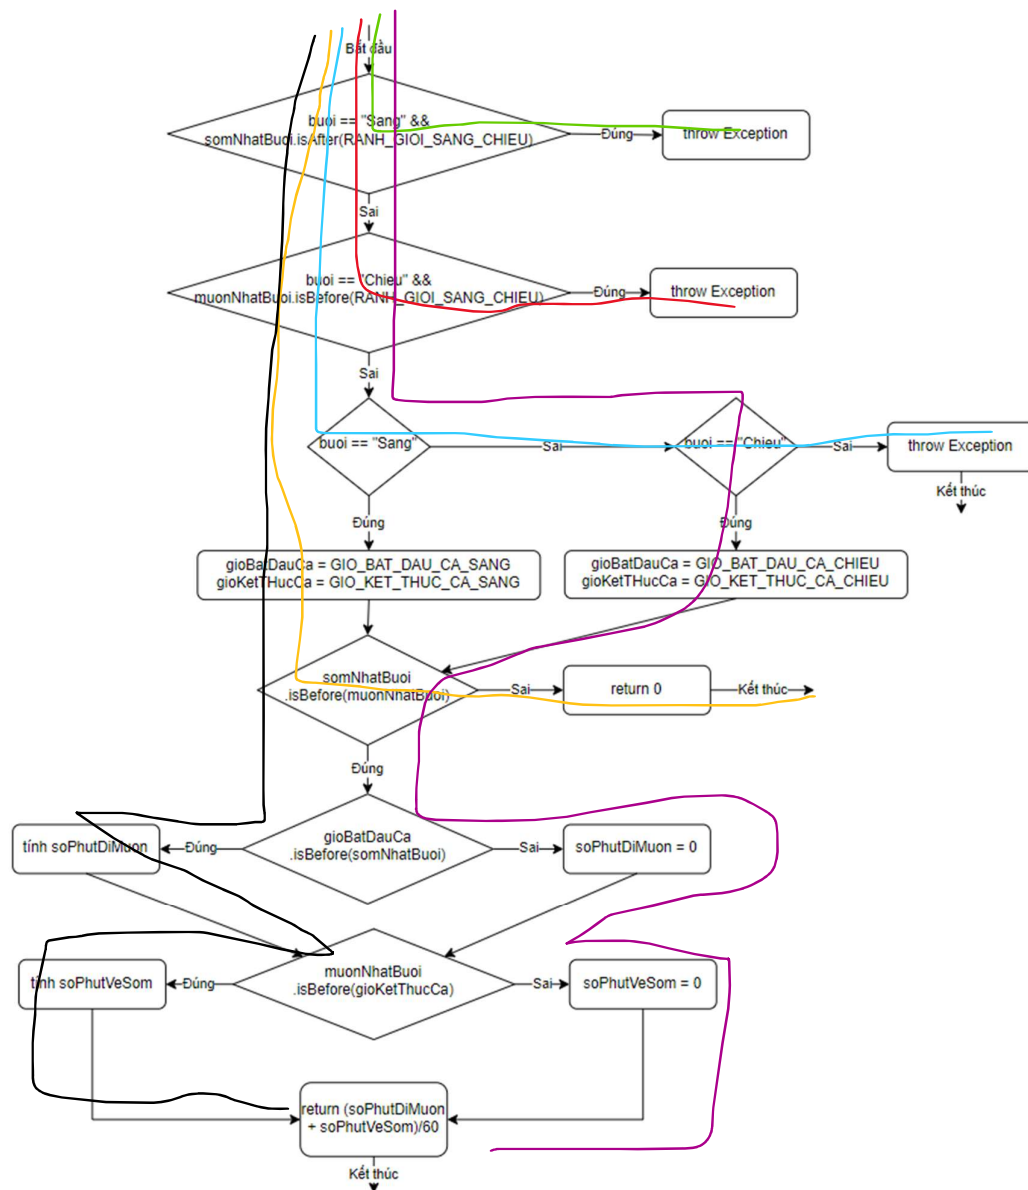 Bắt đầu
buoi == "Sang" &&
somNhatBuoi.isAfter(RANH_GIOI_SANG_CHIEU)
Đúng
throw Exception
Sai
buoi == "Chieu" &&
muonNhatBuoi.isBefore(RANH_GIOI_SANG_CHIEU)
Đúng
throw Exception
Sai
buoi == "Sang"
Sai
buoi == "Chieu"
Sai
throw Exception
Kết thúc
Đúng
Đúng
gioBatDauCa = GIO_BAT_DAU_CA_SANG
gioKetTHucCa = GIO_KET_THUC_CA_SANG
gioBatDauCa = GIO_BAT_DAU_CA_CHIEU
gioKetTHucCa = GIO_KET_THUC_CA_CHIEU
somNhatBuoi
.isBefore(muonNhatBuoi)
Sai
return 0
Kết thúc
Đúng
tính soPhutDiMuon
Đúng
gioBatDauCa
.isBefore(somNhatBuoi)
Sai
soPhutDiMuon = 0
tính soPhutVeSom
Đúng
muonNhatBuoi
.isBefore(gioKetThucCa)
Sai
soPhutVeSom = 0
return (soPhutDiMuon
+ soPhutVeSom)/60
Kết thúc